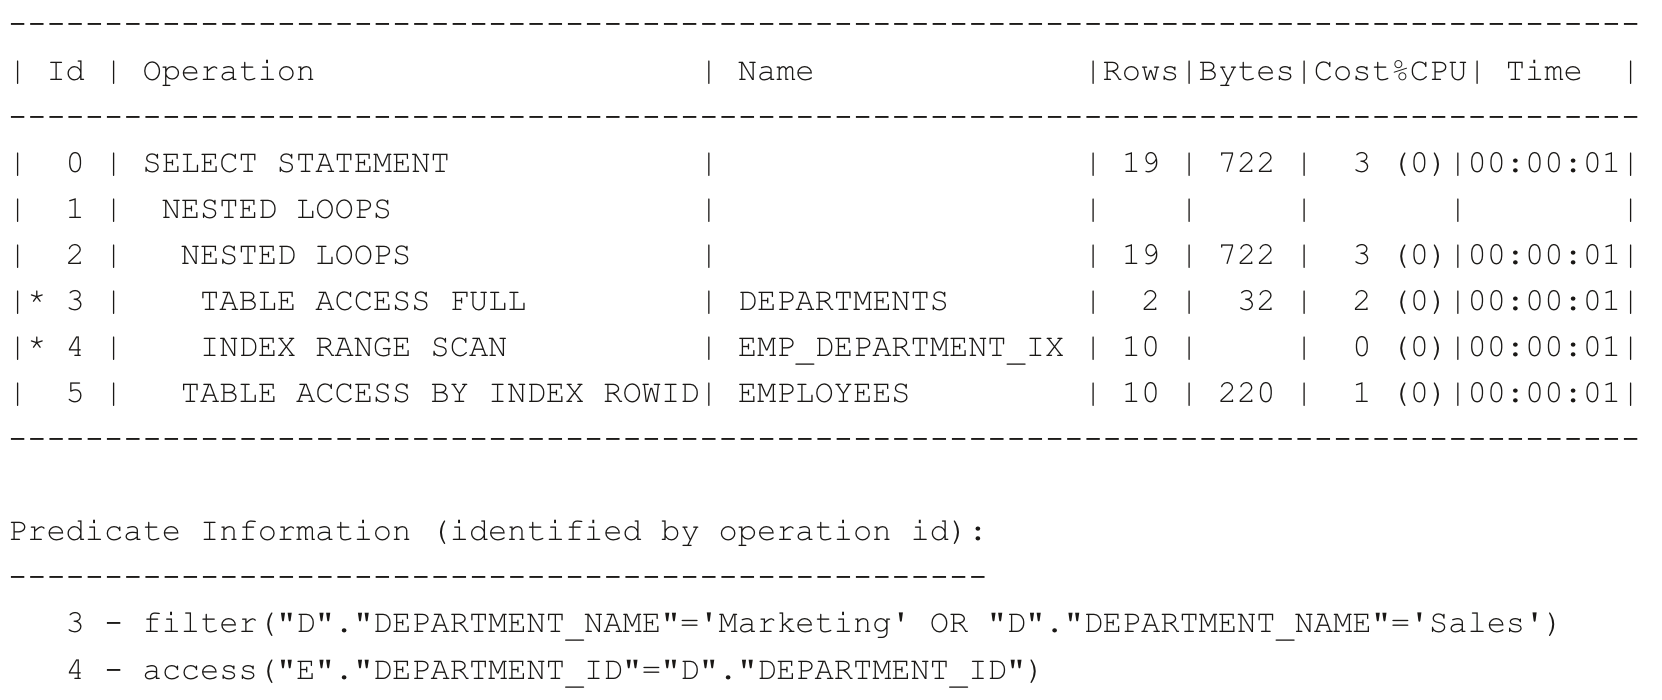 -------------------------------------------------------------------------------------
| Id | Operation                    | Name              |Rows|Bytes|Cost%CPU| Time  |
-------------------------------------------------------------------------------------
|  0 | SELECT STATEMENT             |                   | 19 | 722 |  3 (0)|00:00:01|
|  1 |  NESTED LOOPS                |                   |    |     |       |        |
|  2 |   NESTED LOOPS               |                   | 19 | 722 |  3 (0)|00:00:01|
|* 3 |    TABLE ACCESS FULL         | DEPARTMENTS       |  2 |  32 |  2 (0)|00:00:01|
|* 4 |    INDEX RANGE SCAN          | EMP_DEPARTMENT_IX | 10 |     |  0 (0)|00:00:01|
|  5 |   TABLE ACCESS BY INDEX ROWID| EMPLOYEES         | 10 | 220 |  1 (0)|00:00:01|
-------------------------------------------------------------------------------------
Predicate Information (identified by operation id):
---------------------------------------------------
   3 - filter("D"."DEPARTMENT_NAME"='Marketing' OR "D"."DEPARTMENT_NAME"='Sales')
   4 - access("E"."DEPARTMENT_ID"="D"."DEPARTMENT_ID")